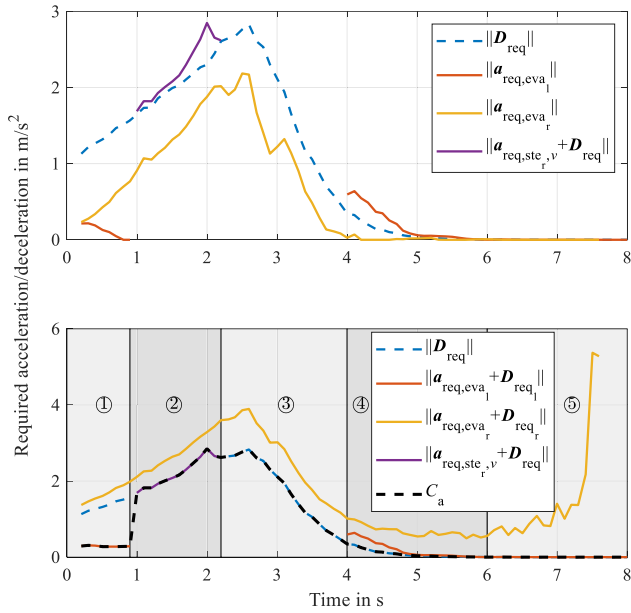 Required acceleration/deceleration in m/s²
3
2
1
0
0 1 2 3 4 5 6 7 8
||D_req||
||a_req,eva_l||
||a_req,eva_r||
||a_req,ste_r,v+D_req||
6
4
2
0
0 1 2 3 4 5 6 7 8
① ② ③ ④ ⑤
||D_req||
||a_req,eva_l+D_req_l||
||a_req,eva_r+D_req_r||
||a_req,ste_r,v+D_req||
C_a
Time in s